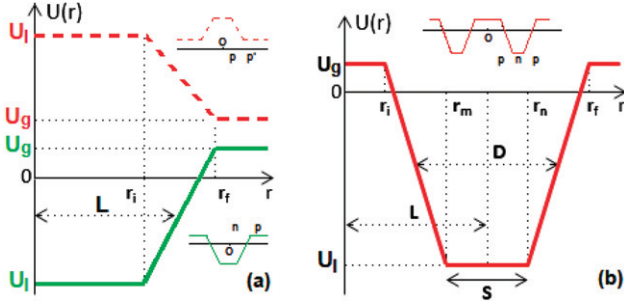 U(r)
U_l
O
p p'
U_g
U_g
0
r_i
r_f
r
L
n p
O
U_l
(a)
U(r)
O
p n p
U_g
0
r_i
r_m
r_n
r_f
r
D
L
U_l
S
(b)